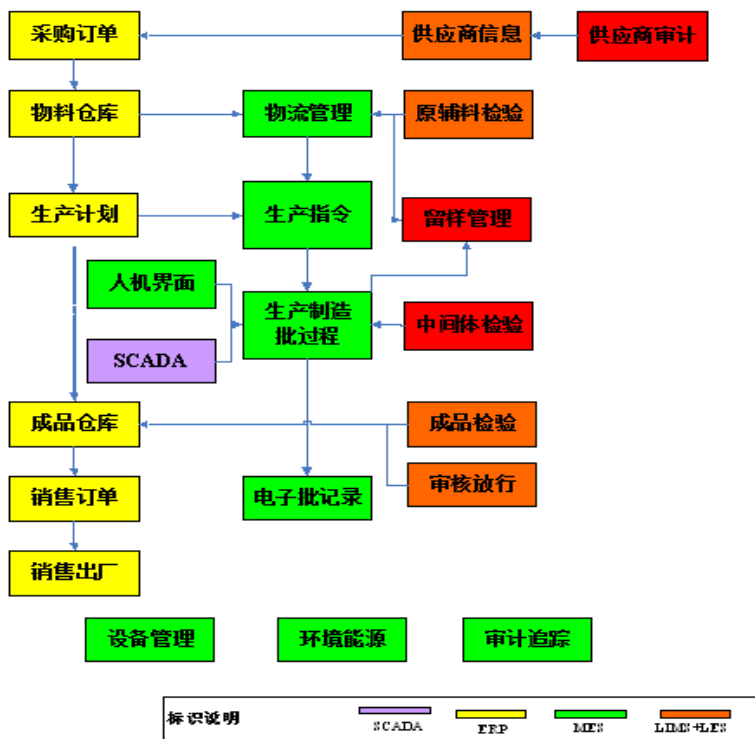 采购订单
供应商信息
供应商审计
物料仓库
物流管理
原辅料检验
生产计划
生产指令
留样管理
人机界面
生产制造
批过程
中间体检验
SCADA
成品仓库
成品检验
销售订单
电子批记录
审核放行
销售出厂
设备管理
环境能源
审计追踪
标识说明
SCADA
ERP
MES
LIMS+LES